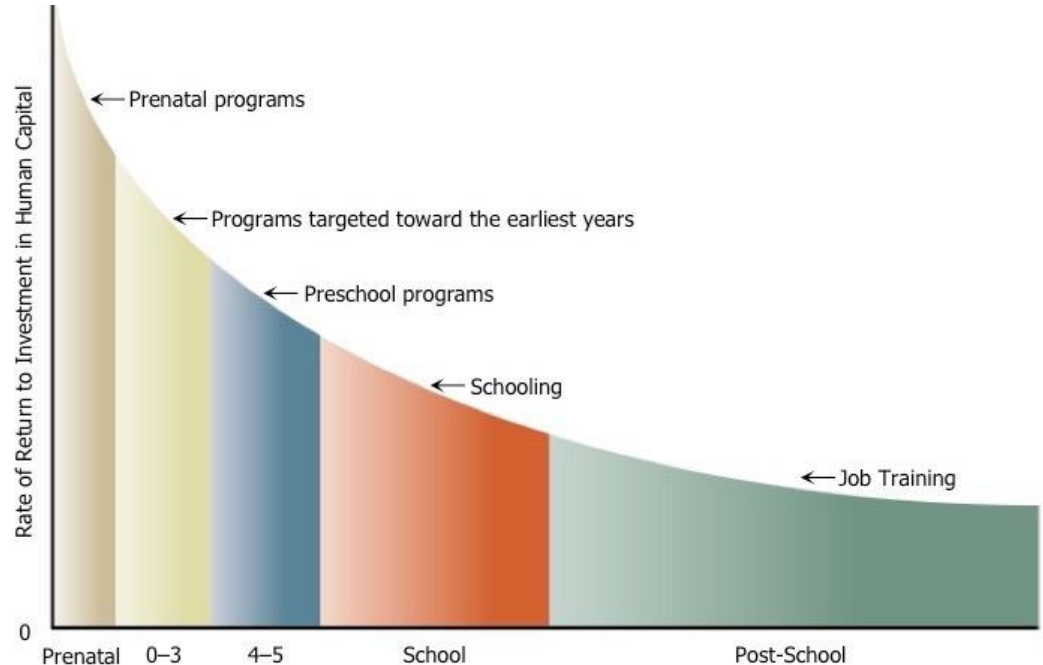 Rate of Return to Investment in Human Capital
Prenatal programs
Programs targeted toward the earliest years
Preschool programs
Schooling
Job Training
0
Prenatal
0–3
4–5
School
Post-School